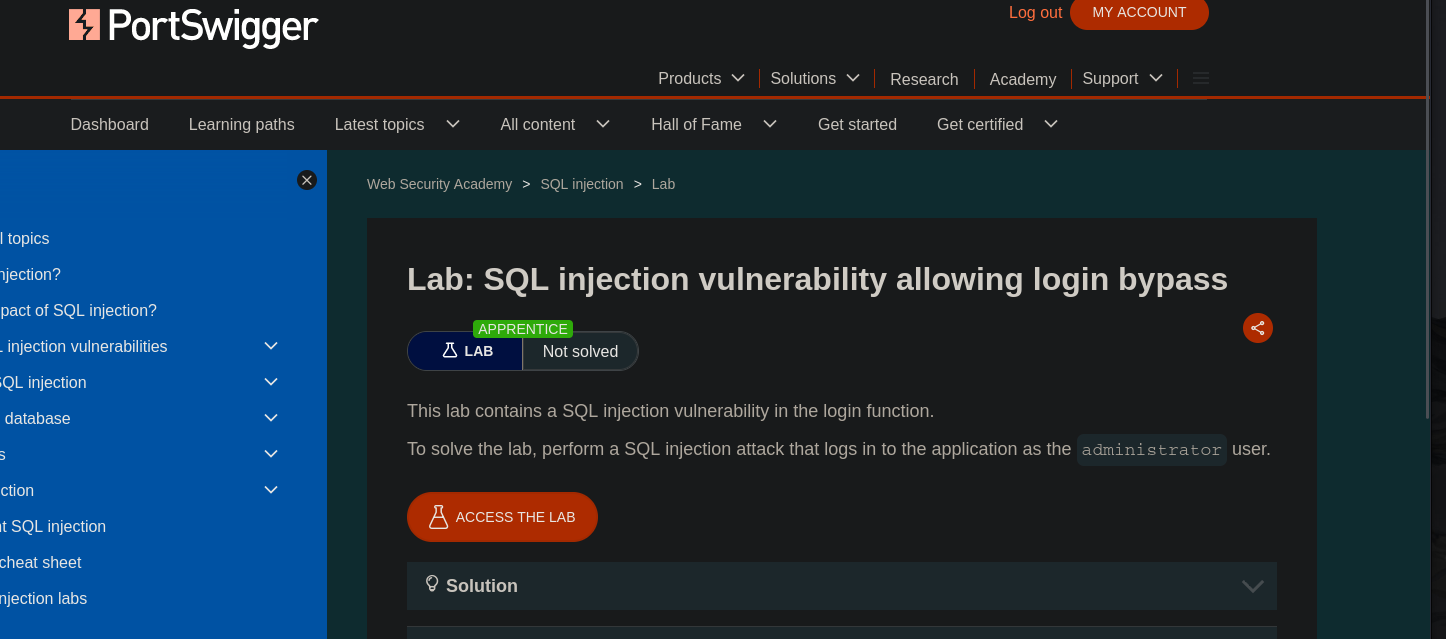 PortSwigger
Log out MY ACCOUNT
Products Solutions Research Academy Support
Dashboard Learning paths Latest topics All content Hall of Fame Get started Get certified
l topics
njection?
pact of SQL injection?
injection vulnerabilities
SQL injection
database
s
ction
nt SQL injection
cheat sheet
njection labs
Web Security Academy > SQL injection > Lab
Lab: SQL injection vulnerability allowing login bypass
APPRENTICE
LAB Not solved
This lab contains a SQL injection vulnerability in the login function.
To solve the lab, perform a SQL injection attack that logs in to the application as the administrator user.
ACCESS THE LAB
Solution